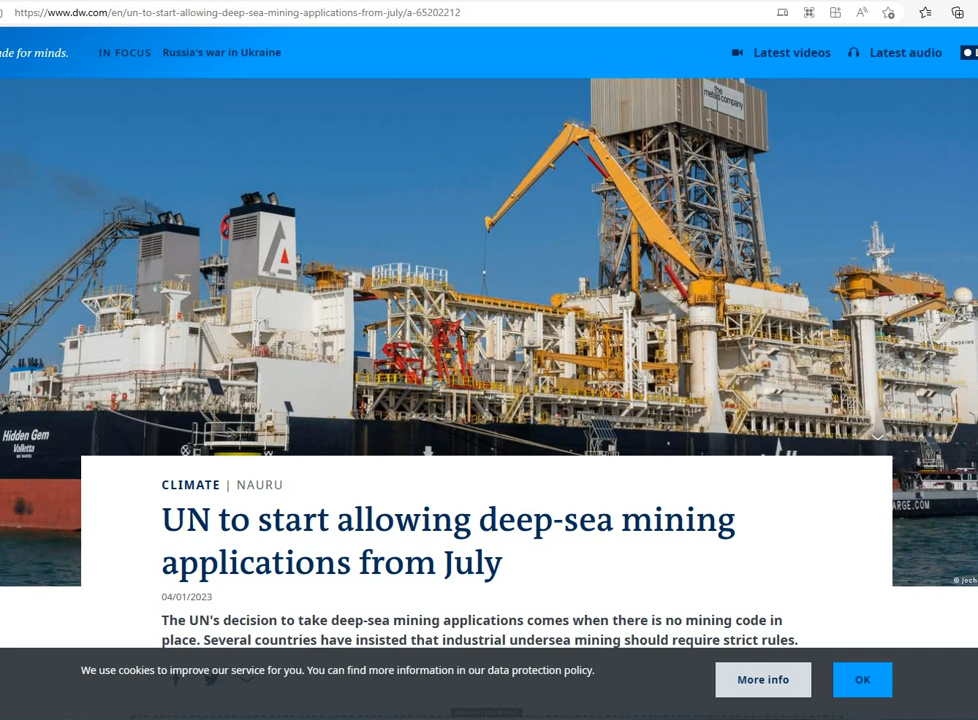 https://www.dw.com/en/un-to-start-allowing-deep-sea-mining-applications-from-july/a-65202212
de for minds.
IN FOCUS Russia's war in Ukraine
Latest videos
Latest audio
the
metals company
Hidden Gem
Valletta
NO SMOKING
ARGE.COM
© Joch
CLIMATE | NAURU
UN to start allowing deep-sea mining
applications from July
04/01/2023
The UN's decision to take deep-sea mining applications comes when there is no mining code in
place. Several countries have insisted that industrial undersea mining should require strict rules.
We use cookies to improve our service for you. You can find more information in our data protection policy.
More info
OK